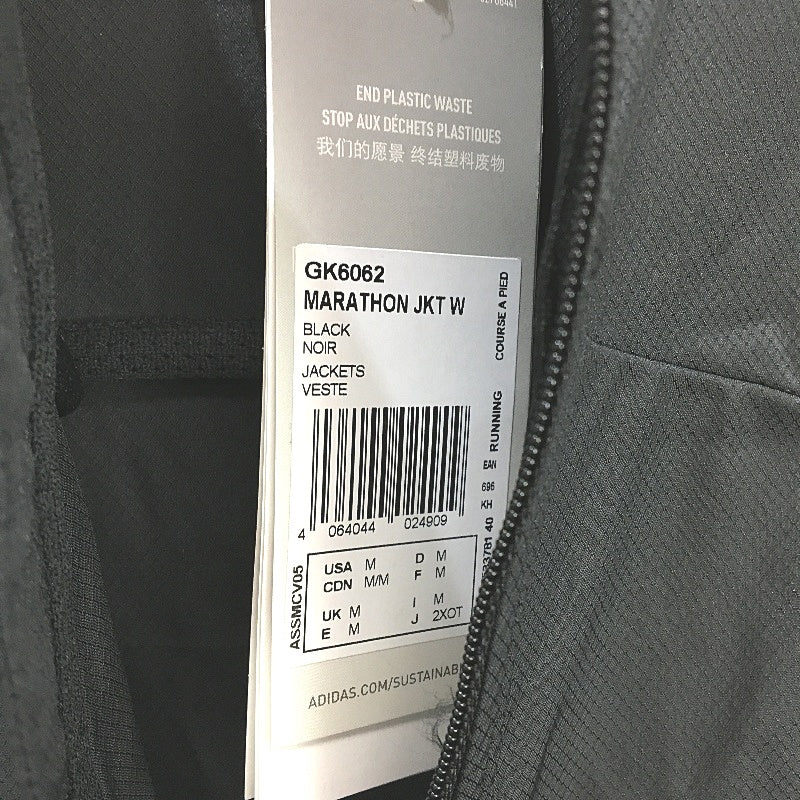 END PLASTIC WASTE
STOP AUX DÉCHETS PLASTIQUES
我们的愿景 终结塑料废物
GK6062
MARATHON JKT W
BLACK
NOIR
JACKETS
VESTE
RUNNING COURSE A PIED
EAN
696
KH
40
4 064044 024909
ASSMCV05
USA M D M
CDN M/M F M
UK M I M
E M J 2XOT
ADIDAS.COM/SUSTAINAB